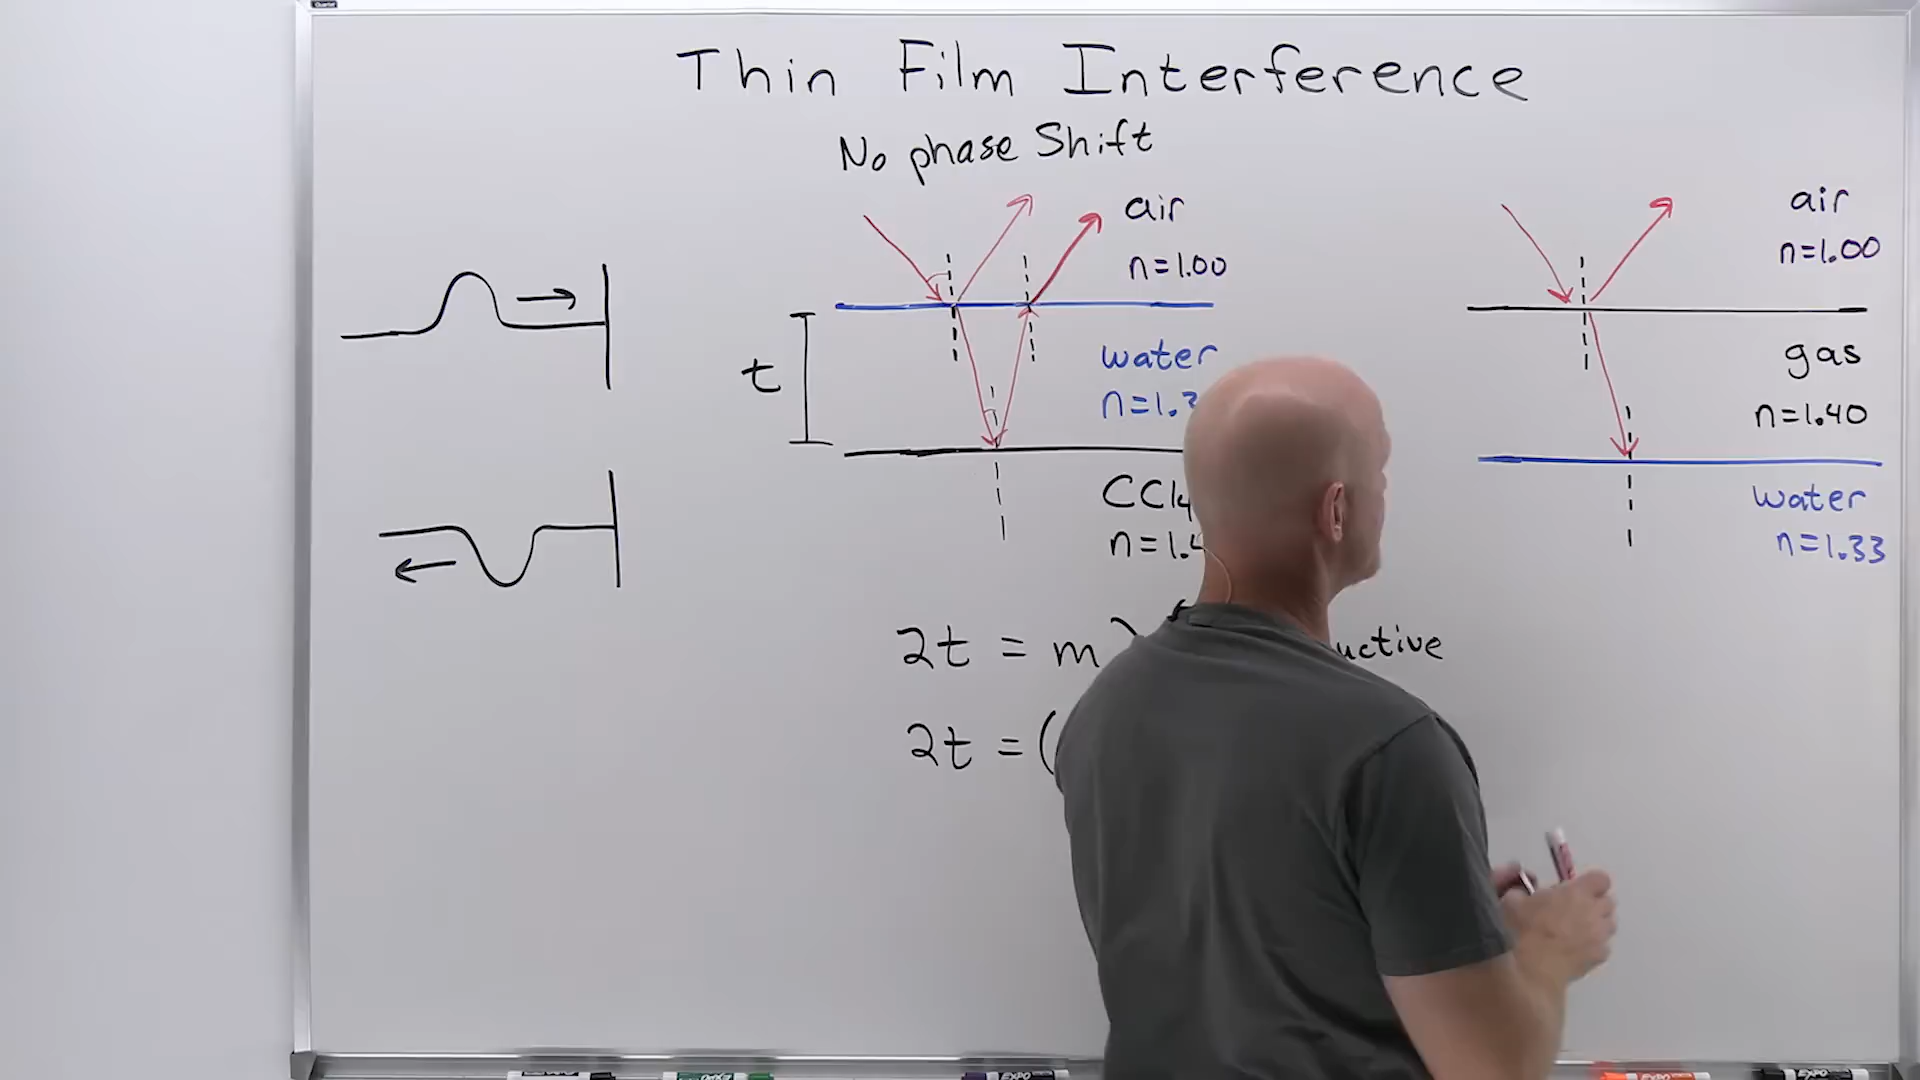 Thin Film Interference
No phase Shift
air
n=1.00
t
water
n=1.3
CCl4
n=1.4
2t = mλ
2t = (
air
n=1.00
gas
n=1.40
water
n=1.33